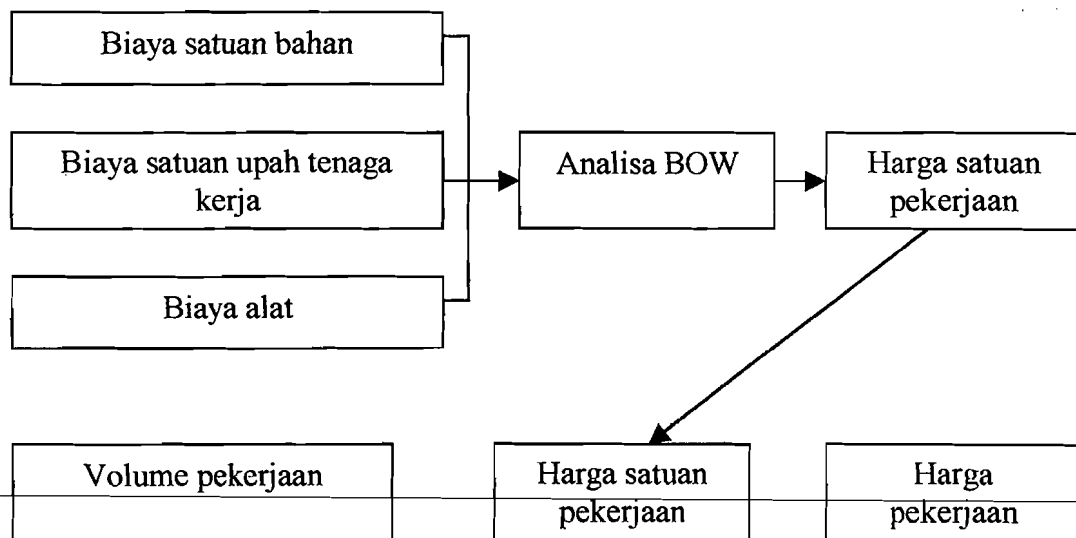 Biaya satuan bahan
Biaya satuan upah tenaga
kerja
Analisa BOW
Harga satuan
pekerjaan
Biaya alat
Volume pekerjaan
Harga satuan
pekerjaan
Harga
pekerjaan